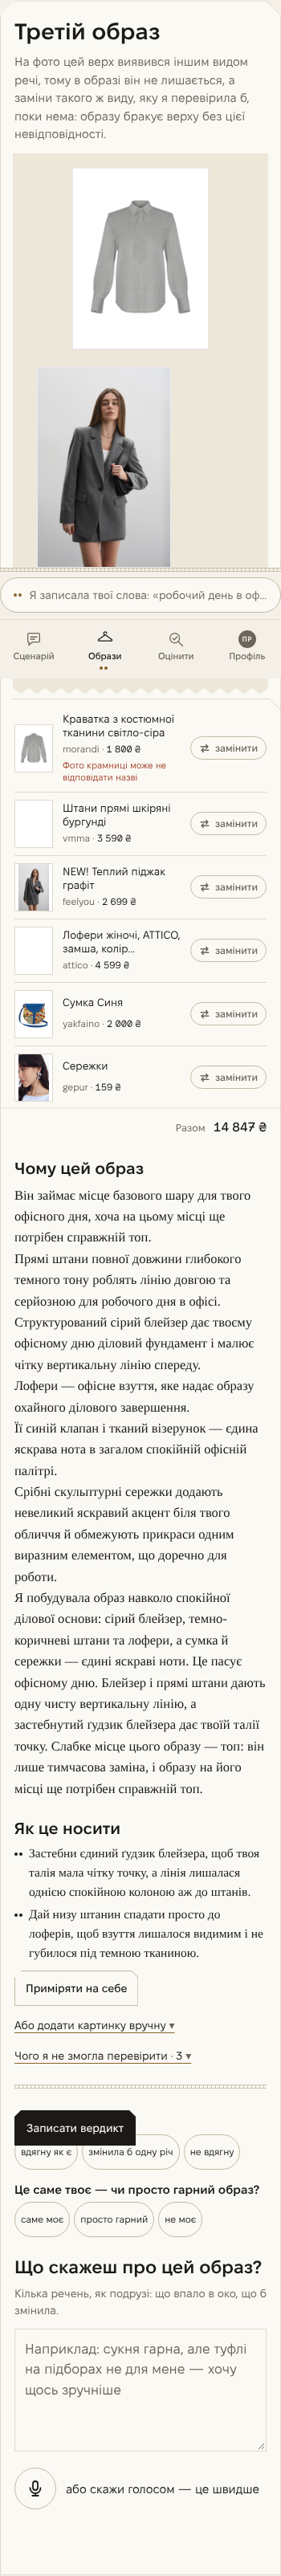 Третій образ
На фото цей верх виявився іншим видом
речі, тому в образі він не лишається, а
заміни такого ж виду, яку я перевірила б,
поки нема: образу бракує верху без цієї
невідповідності.
Я записала твої слова: «робочий день в оф…
Сценарій
Образи
Оцінити
ПР
Профіль
Краватка з костюмної
тканини світло-сіра
morandi · 1 800 ₴
Фото крамниці може не
відповідати назві
⇄ замінити
Штани прямі шкіряні
бургунді
vmma · 3 590 ₴
⇄ замінити
NEW! Теплий піджак
графіт
feelyou · 2 699 ₴
⇄ замінити
Лофери жіночі, ATTICO,
замша, колір…
attico · 4 599 ₴
⇄ замінити
Сумка Синя
yakfaino · 2 000 ₴
⇄ замінити
Сережки
gepur · 159 ₴
⇄ замінити
Разом 14 847 ₴
Чому цей образ
Він займає місце базового шару для твого
офісного дня, хоча на цьому місці ще
потрібен справжній топ.
Прямі штани повної довжини глибокого
темного тону роблять лінію довгою та
серйозною для робочого дня в офісі.
Структурований сірий блейзер дає твоєму
офісному дню діловий фундамент і малює
чітку вертикальну лінію спереду.
Лофери — офісне взуття, яке надає образу
охайного ділового завершення.
Її синій клапан і тканий візерунок — єдина
яскрава нота в загалом спокійній офісній
палітрі.
Срібні скульптурні сережки додають
невеликий яскравий акцент біля твого
обличчя й обмежують прикраси одним
виразним елементом, що доречно для
роботи.
Я побудувала образ навколо спокійної
ділової основи: сірий блейзер, темно-
коричневі штани та лофери, а сумка й
сережки — єдині яскраві ноти. Це пасує
офісному дню. Блейзер і прямі штани дають
одну чисту вертикальну лінію, а
застебнутий ґудзик блейзера дає твоїй талії
точку. Слабке місце цього образу — топ: він
лише тимчасова заміна, і образу на його
місці ще потрібен справжній топ.
Як це носити
•• Застебни єдиний ґудзик блейзера, щоб твоя
талія мала чітку точку, а лінія лишалася
однією спокійною колоною аж до штанів.
•• Дай низу штанин спадати просто до
лоферів, щоб взуття лишалося видимим і не
губилося під темною тканиною.
Приміряти на себе
Або додати картинку вручну ▾
Чого я не змогла перевірити · 3 ▾
Записати вердикт
вдягну як є
змінила б одну річ
не вдягну
Це саме твоє — чи просто гарний образ?
саме моє
просто гарний
не моє
Що скажеш про цей образ?
Кілька речень, як подрузі: що впало в око, що б
змінила.
Наприклад: сукня гарна, але туфлі
на підборах не для мене — хочу
щось зручніше
або скажи голосом — це швидше